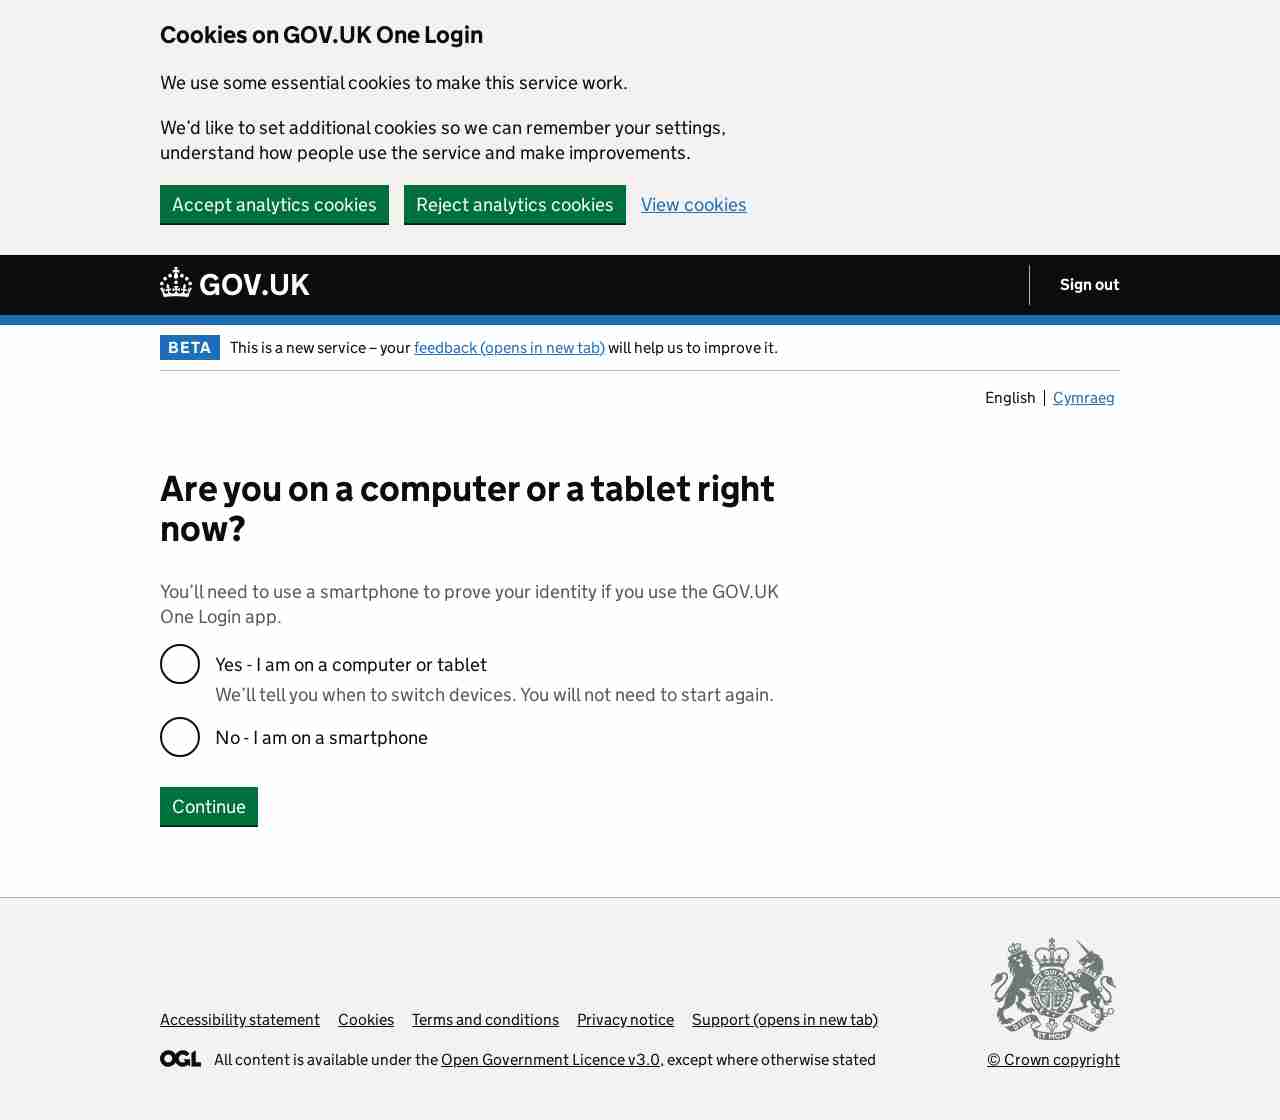 Cookies on GOV.UK One Login
We use some essential cookies to make this service work.
We’d like to set additional cookies so we can remember your settings,
understand how people use the service and make improvements.
Accept analytics cookies Reject analytics cookies View cookies
GOV.UK Sign out
BETA This is a new service – your feedback (opens in new tab) will help us to improve it.
English Cymraeg
Are you on a computer or a tablet right
now?
You’ll need to use a smartphone to prove your identity if you use the GOV.UK
One Login app.
Yes - I am on a computer or tablet
We’ll tell you when to switch devices. You will not need to start again.
No - I am on a smartphone
Continue
Accessibility statement Cookies Terms and conditions Privacy notice Support (opens in new tab)
OGL All content is available under the Open Government Licence v3.0, except where otherwise stated © Crown copyright